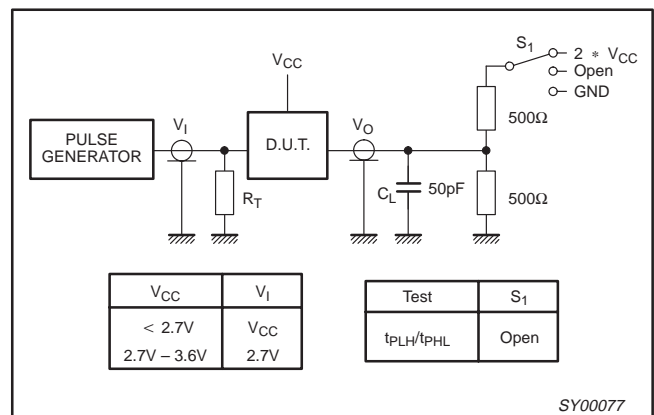 S1
2 * VCC
Open
GND
VCC
500Ω
PULSE
GENERATOR
VI
D.U.T.
VO
RT
CL
50pF
500Ω
VCC VI
< 2.7V VCC
2.7V – 3.6V 2.7V
Test S1
tPLH/tPHL Open
SY00077